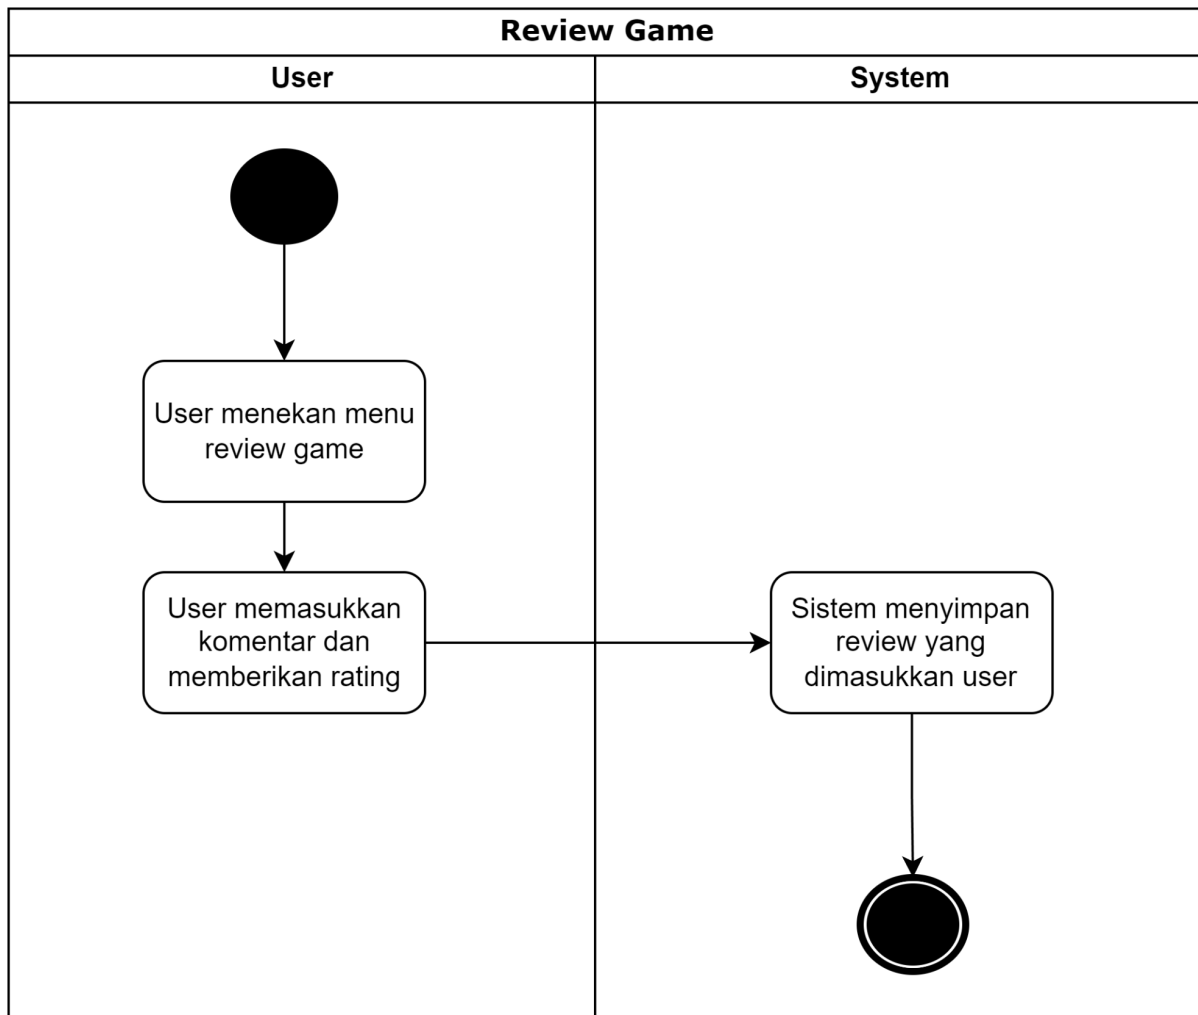 Review Game
User
System
User menekan menu
review game
User memasukkan
komentar dan
memberikan rating
Sistem menyimpan
review yang
dimasukkan user